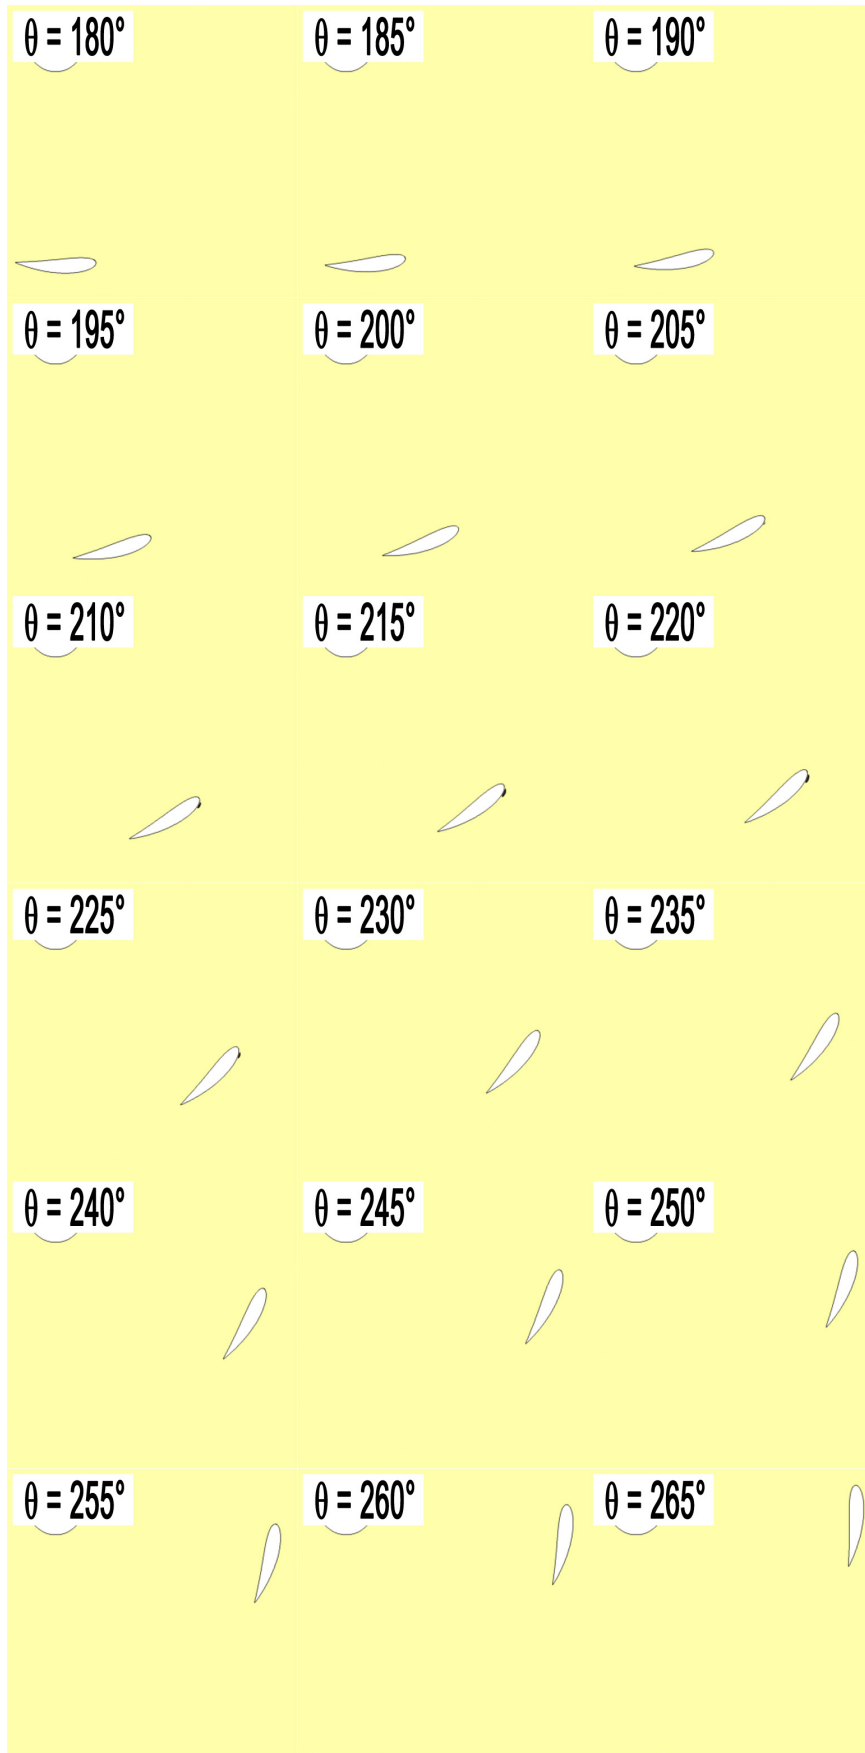 θ = 180°
θ = 185°
θ = 190°
θ = 195°
θ = 200°
θ = 205°
θ = 210°
θ = 215°
θ = 220°
θ = 225°
θ = 230°
θ = 235°
θ = 240°
θ = 245°
θ = 250°
θ = 255°
θ = 260°
θ = 265°